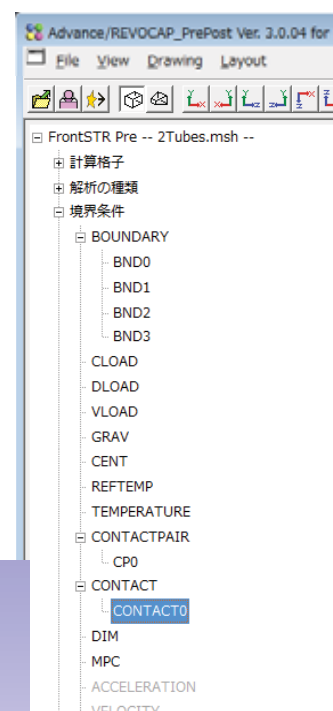 Advance/REVOCAP_PrePost Ver. 3.0.04 for
File View Drawing Layout
FrontSTR Pre -- 2Tubes.msh --
計算格子
解析の種類
境界条件
BOUNDARY
BND0
BND1
BND2
BND3
CLOAD
DLOAD
VLOAD
GRAV
CENT
REFTEMP
TEMPERATURE
CONTACTPAIR
CP0
CONTACT
CONTACT0
DIM
MPC
ACCELERATION
VELOCITY